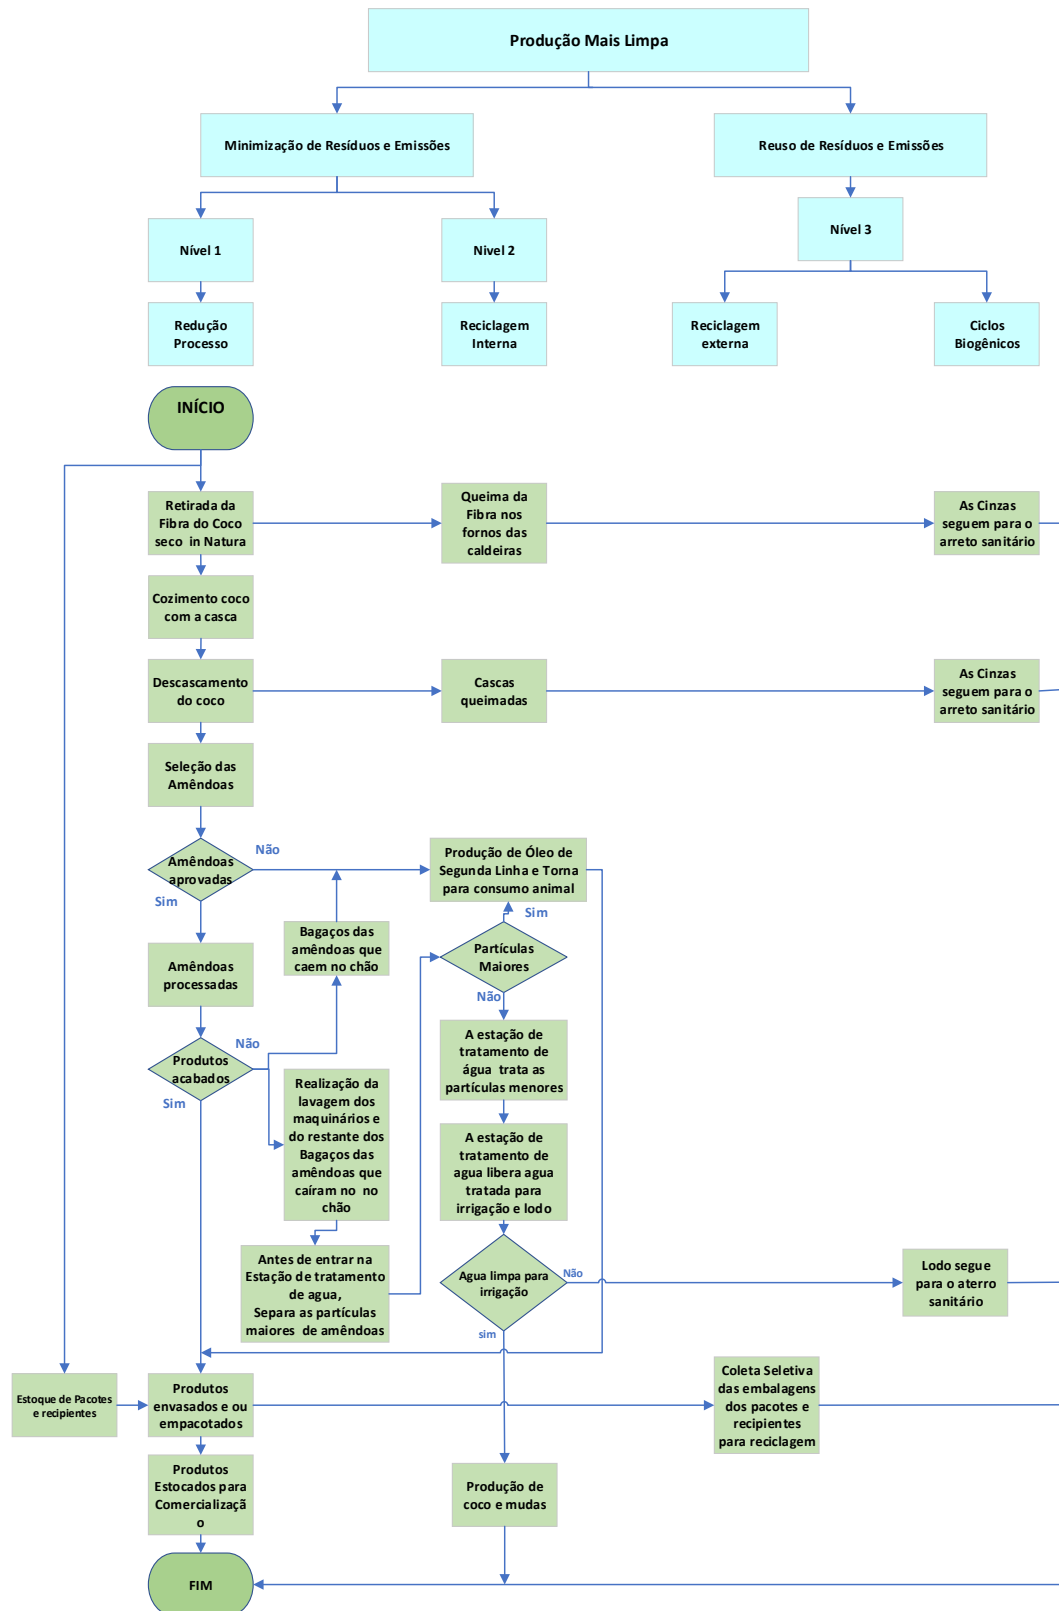 Produção Mais Limpa
Minimização de Resíduos e Emissões
Reuso de Resíduos e Emissões
Nível 1
Nivel 2
Nível 3
Redução
Processo
Reciclagem
Interna
Reciclagem
externa
Ciclos
Biogênicos
INÍCIO
Retirada da
Fibra do Coco
seco in Natura
Queima da
Fibra nos
fornos das
caldeiras
As Cinzas
seguem para o
arreto sanitário
Cozimento coco
com a casca
Descascamento
do coco
Cascas
queimadas
As Cinzas
seguem para o
arreto sanitário
Seleção das
Amêndoas
Amêndoas
aprovadas
Não
Sim
Produção de Óleo de
Segunda Linha e Torna
para consumo animal
Sim
Bagaços das
amêndoas que
caem no chão
Partículas
Maiores
Não
Amêndoas
processadas
Produtos
acabados
Não
Sim
A estação de
tratamento de
água trata as
partículas menores
Realização da
lavagem dos
maquinários e
do restante dos
Bagaços das
amêndoas que
caíram no no
chão
A estação de
tratamento de
agua libera agua
tratada para
irrigação e lodo
Antes de entrar na
Estação de tratamento
de agua,
Separa as partículas
maiores de amêndoas
Agua limpa para
irrigação
Não
sim
Lodo segue
para o aterro
sanitário
Estoque de Pacotes
e recipientes
Produtos
envasados e ou
empacotados
Coleta Seletiva
das embalagens
dos pacotes e
recipientes
para reciclagem
Produtos
Estocados para
Comercializaçã
o
Produção de
coco e mudas
FIM